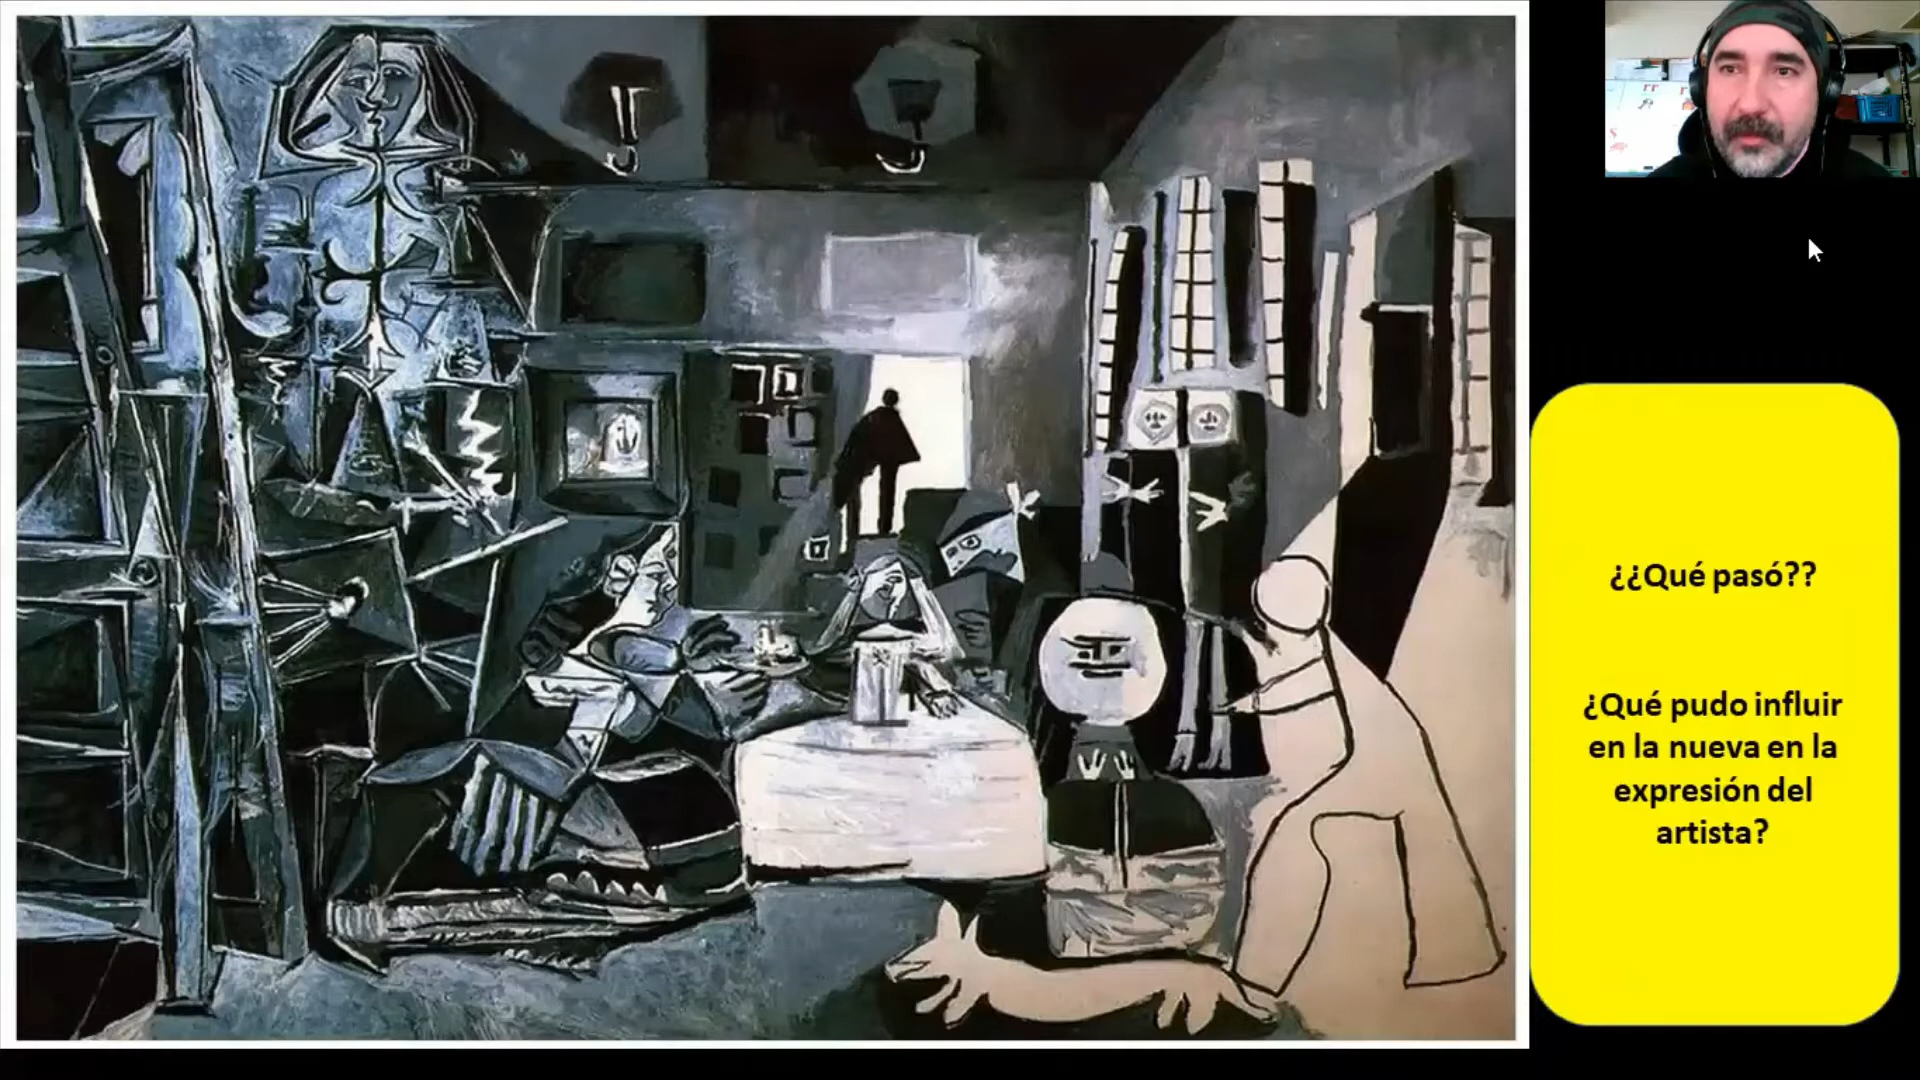 ¿¿Qué pasó??
¿Qué pudo influir
en la nueva en la
expresión del
artista?